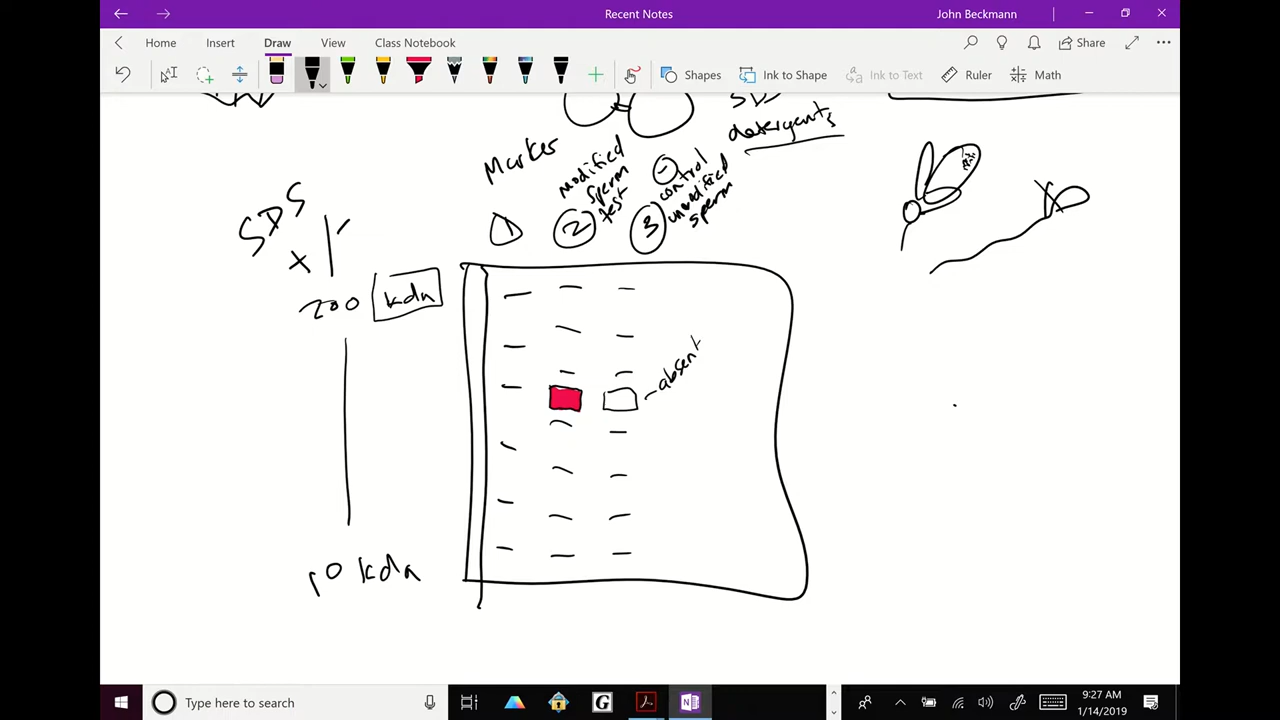 Recent Notes
John Beckmann
Home
Insert
Draw
View
Class Notebook
Share
Shapes
Ink to Shape
Ink to Text
Ruler
Math
detergents
Marker
modified
sperm
test
-
control
unmodified
sperm
SDS
1
2
3
200
kda
absent
10 kda
Type here to search
G
9:27 AM
1/14/2019